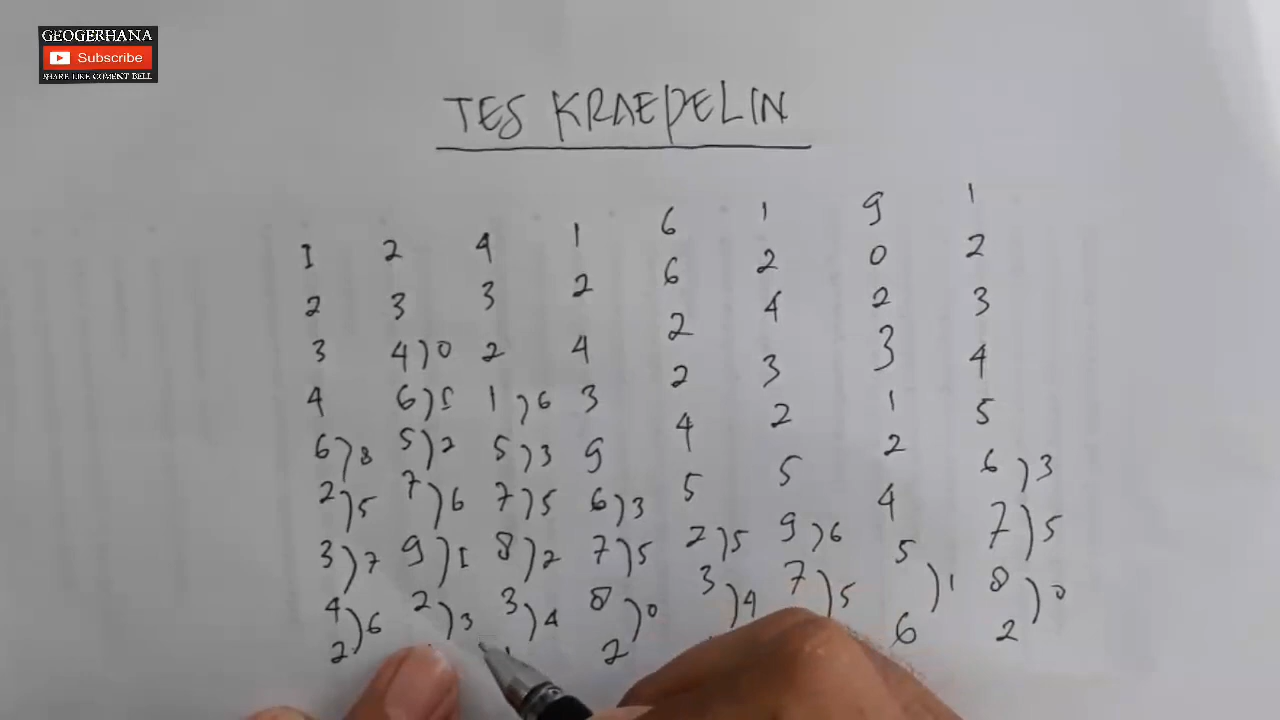 GEOGERHANA
Subscribe
SHARE LIKE COMENT BELL
TES KRAEPELIN
1 2 4 1 6 1 9 1
2 3 3 2 6 2 0 2
3 4)0 2 4 2 4 2 3
4 6)1 1)6 3 2 3 3 4
6)8 5)2 5)3 9 4 2 1 5
2)5 7)6 7)5 6)3 5 5 2 6)3
3)7 9)1 8)2 7)5 2)5 9)6 4 7)5
4)6 2)3 3)4 8)0 3)4 7)5 5)1 8)0
2 2 6 2